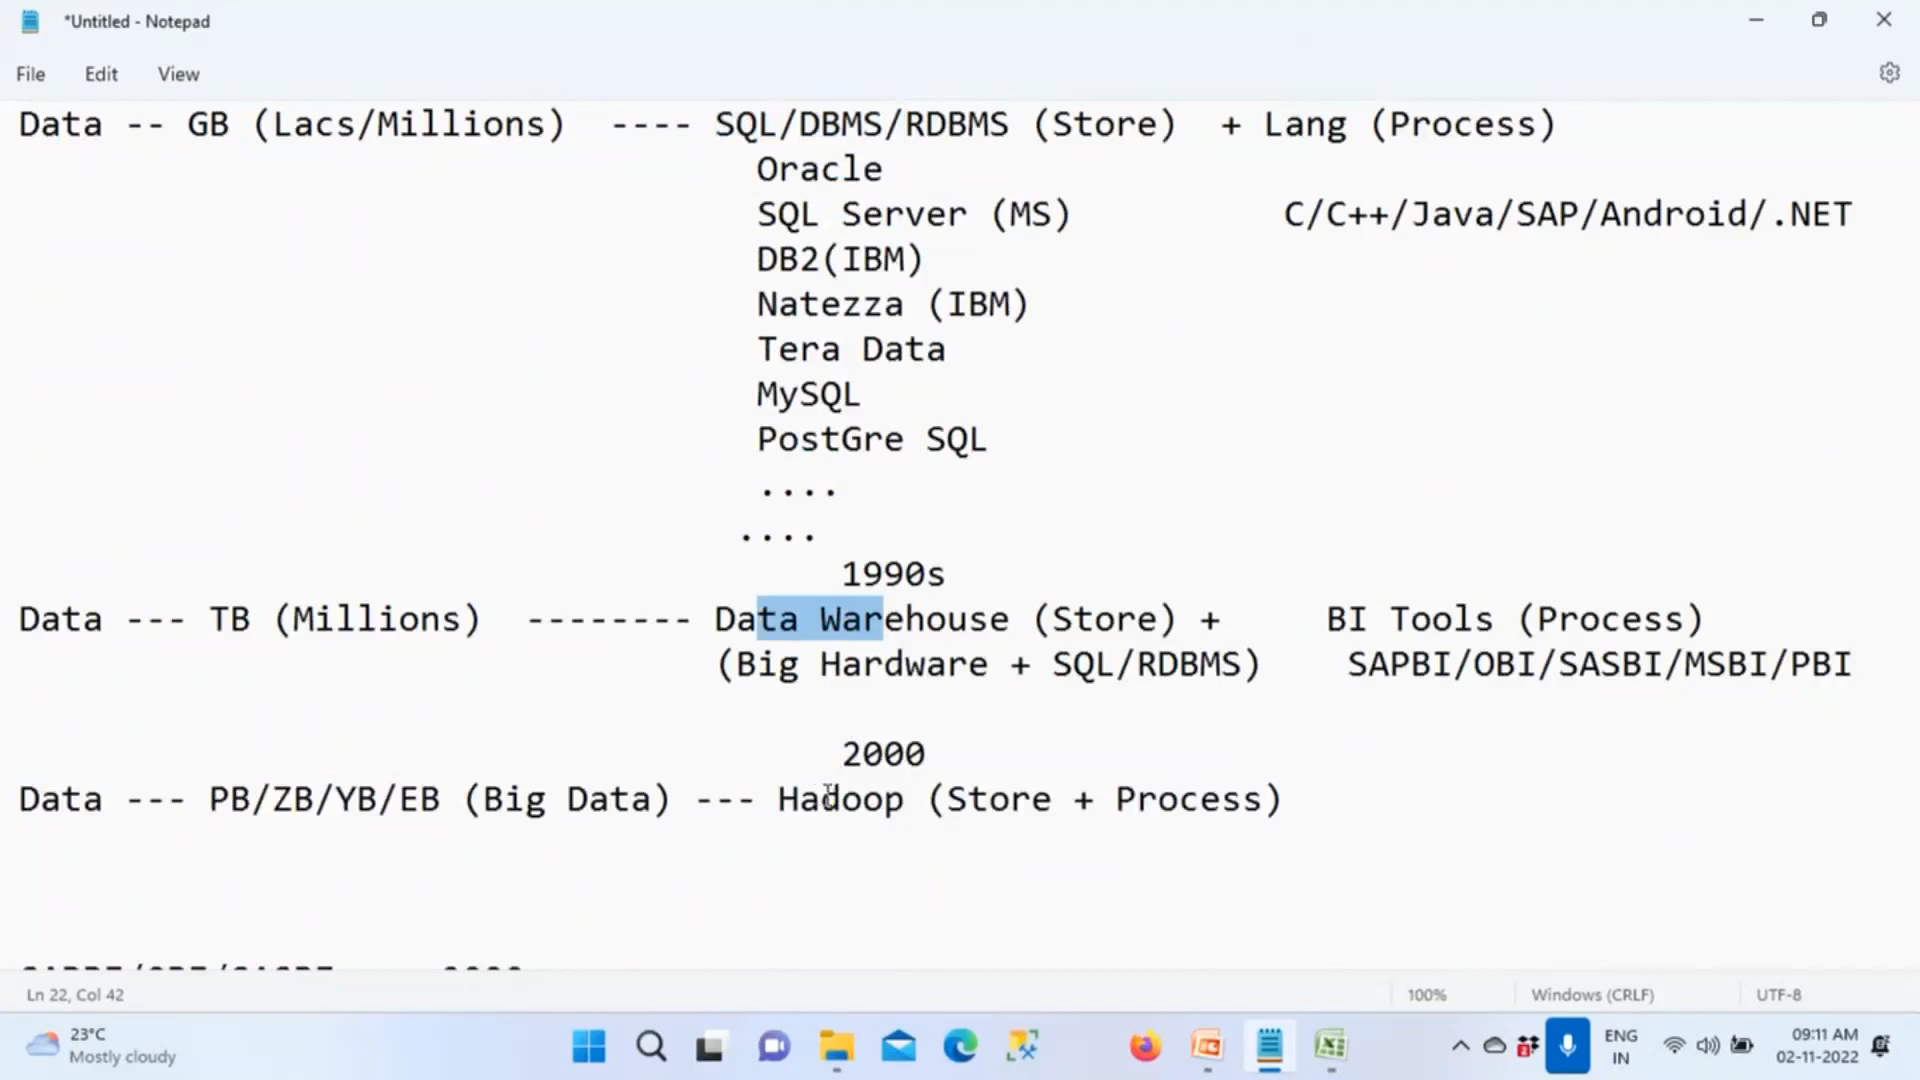 *Untitled - Notepad
File Edit View
Data -- GB (Lacs/Millions) ---- SQL/DBMS/RDBMS (Store) + Lang (Process)
Oracle
SQL Server (MS) C/C++/Java/SAP/Android/.NET
DB2(IBM)
Natezza (IBM)
Tera Data
MySQL
PostGre SQL
....
....
1990s
Data --- TB (Millions) -------- Data Warehouse (Store) + BI Tools (Process)
(Big Hardware + SQL/RDBMS) SAPBI/OBI/SASBI/MSBI/PBI
2000
Data --- PB/ZB/YB/EB (Big Data) --- Hadoop (Store + Process)
Ln 22, Col 42 100% Windows (CRLF) UTF-8
23°C
Mostly cloudy
ENG
IN
09:11 AM
02-11-2022